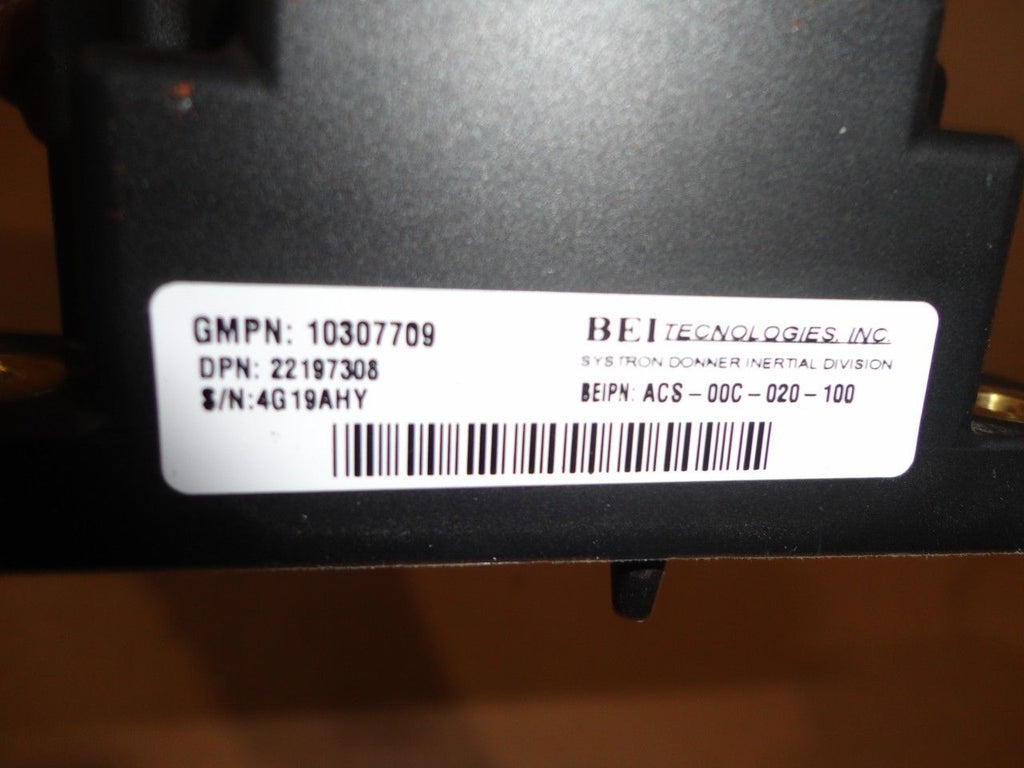 GMPN: 10307709
DPN: 22197308
S/N:4G19AHY
BEI TECNOLOGIES, INC.
SYSTRON DONNER INERTIAL DIVISION
BEIPN: ACS-00C-020-100